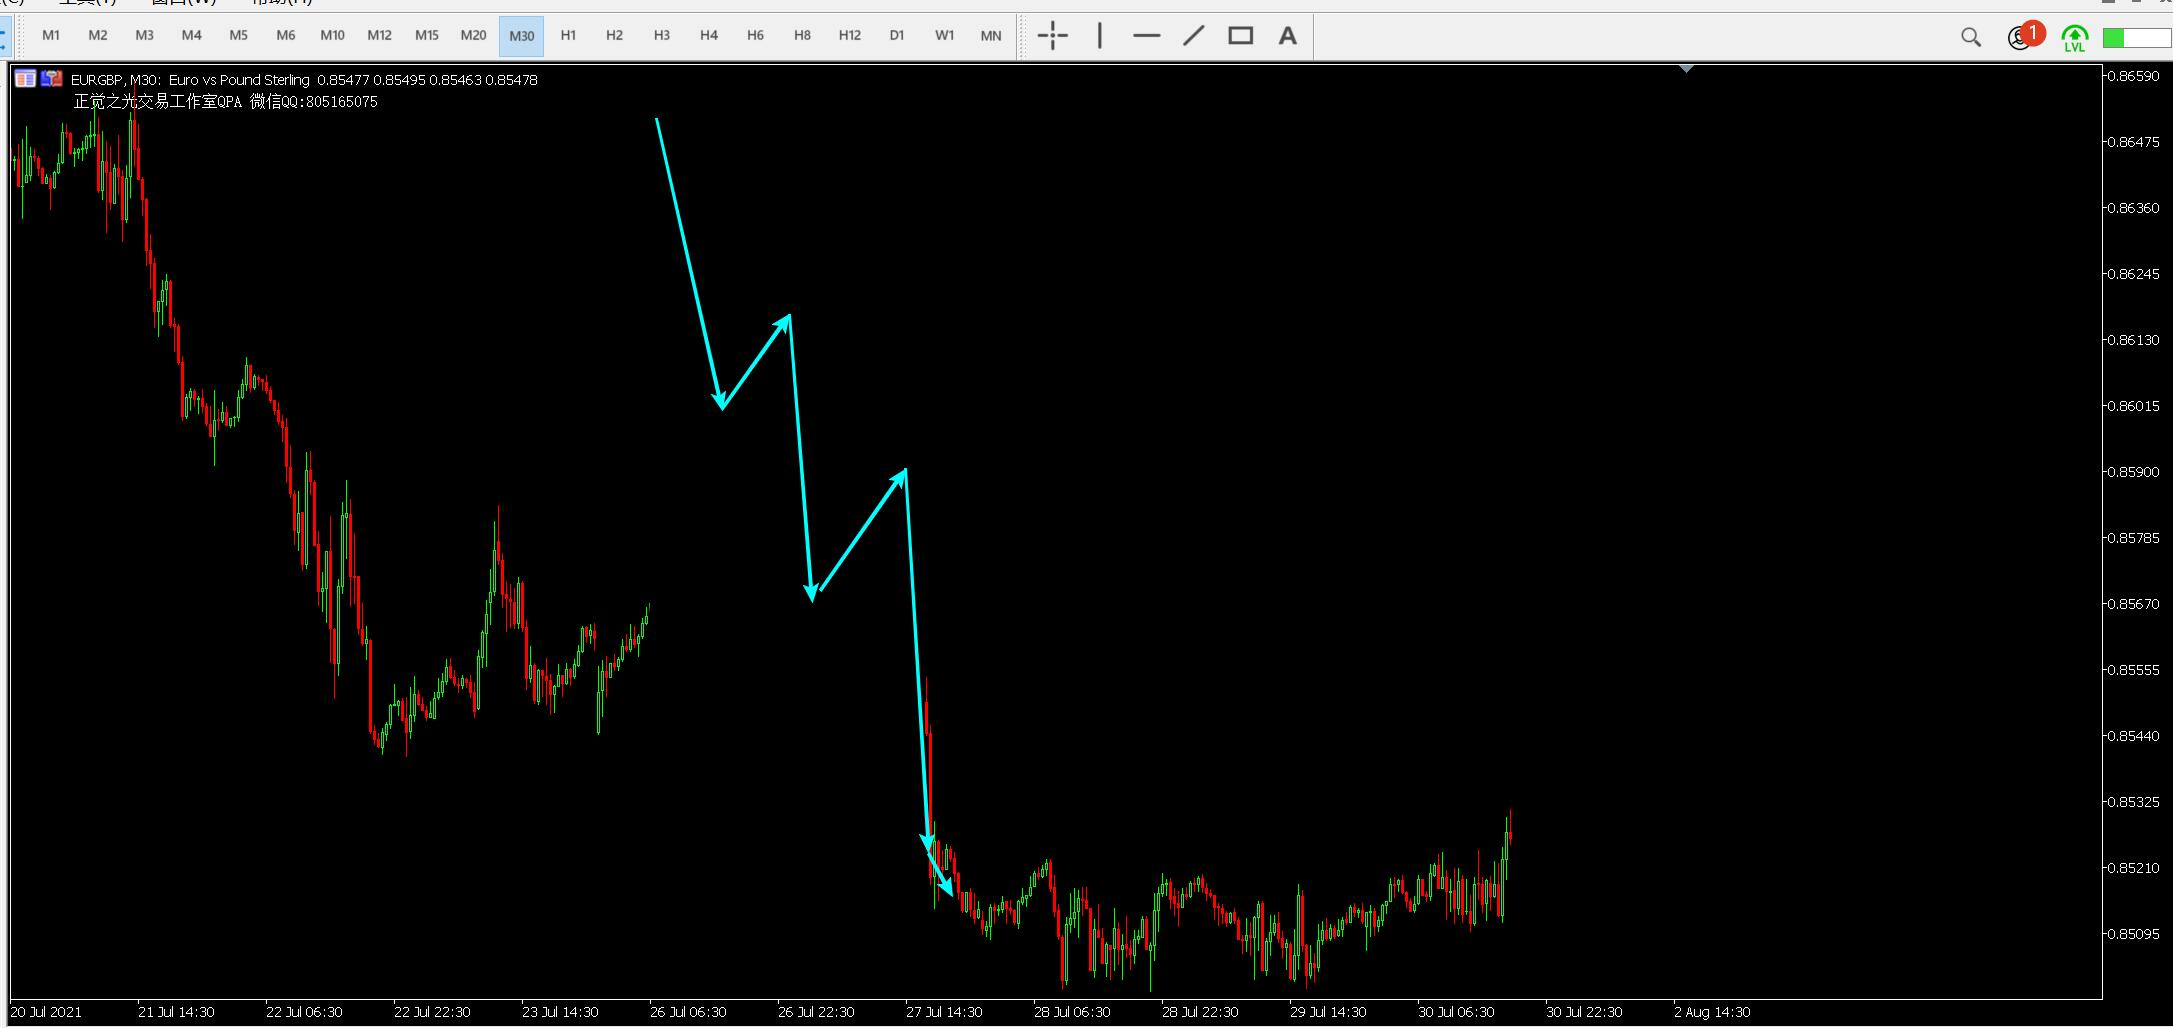 工具(T) 窗口(W) 帮助(H)
M1 M2 M3 M4 M5 M6 M10 M12 M15 M20 M30 H1 H2 H3 H4 H6 H8 H12 D1 W1 MN A 1 LVL
EURGBP, M30: Euro vs Pound Sterling 0.85477 0.85495 0.85463 0.85478
正觉之光交易工作室QPA 微信QQ:805165075
0.86590
0.86475
0.86360
0.86245
0.86130
0.86015
0.85900
0.85785
0.85670
0.85555
0.85440
0.85325
0.85210
0.85095
20 Jul 2021 21 Jul 14:30 22 Jul 06:30 22 Jul 22:30 23 Jul 14:30 26 Jul 06:30 26 Jul 22:30 27 Jul 14:30 28 Jul 06:30 28 Jul 22:30 29 Jul 14:30 30 Jul 06:30 30 Jul 22:30 2 Aug 14:30